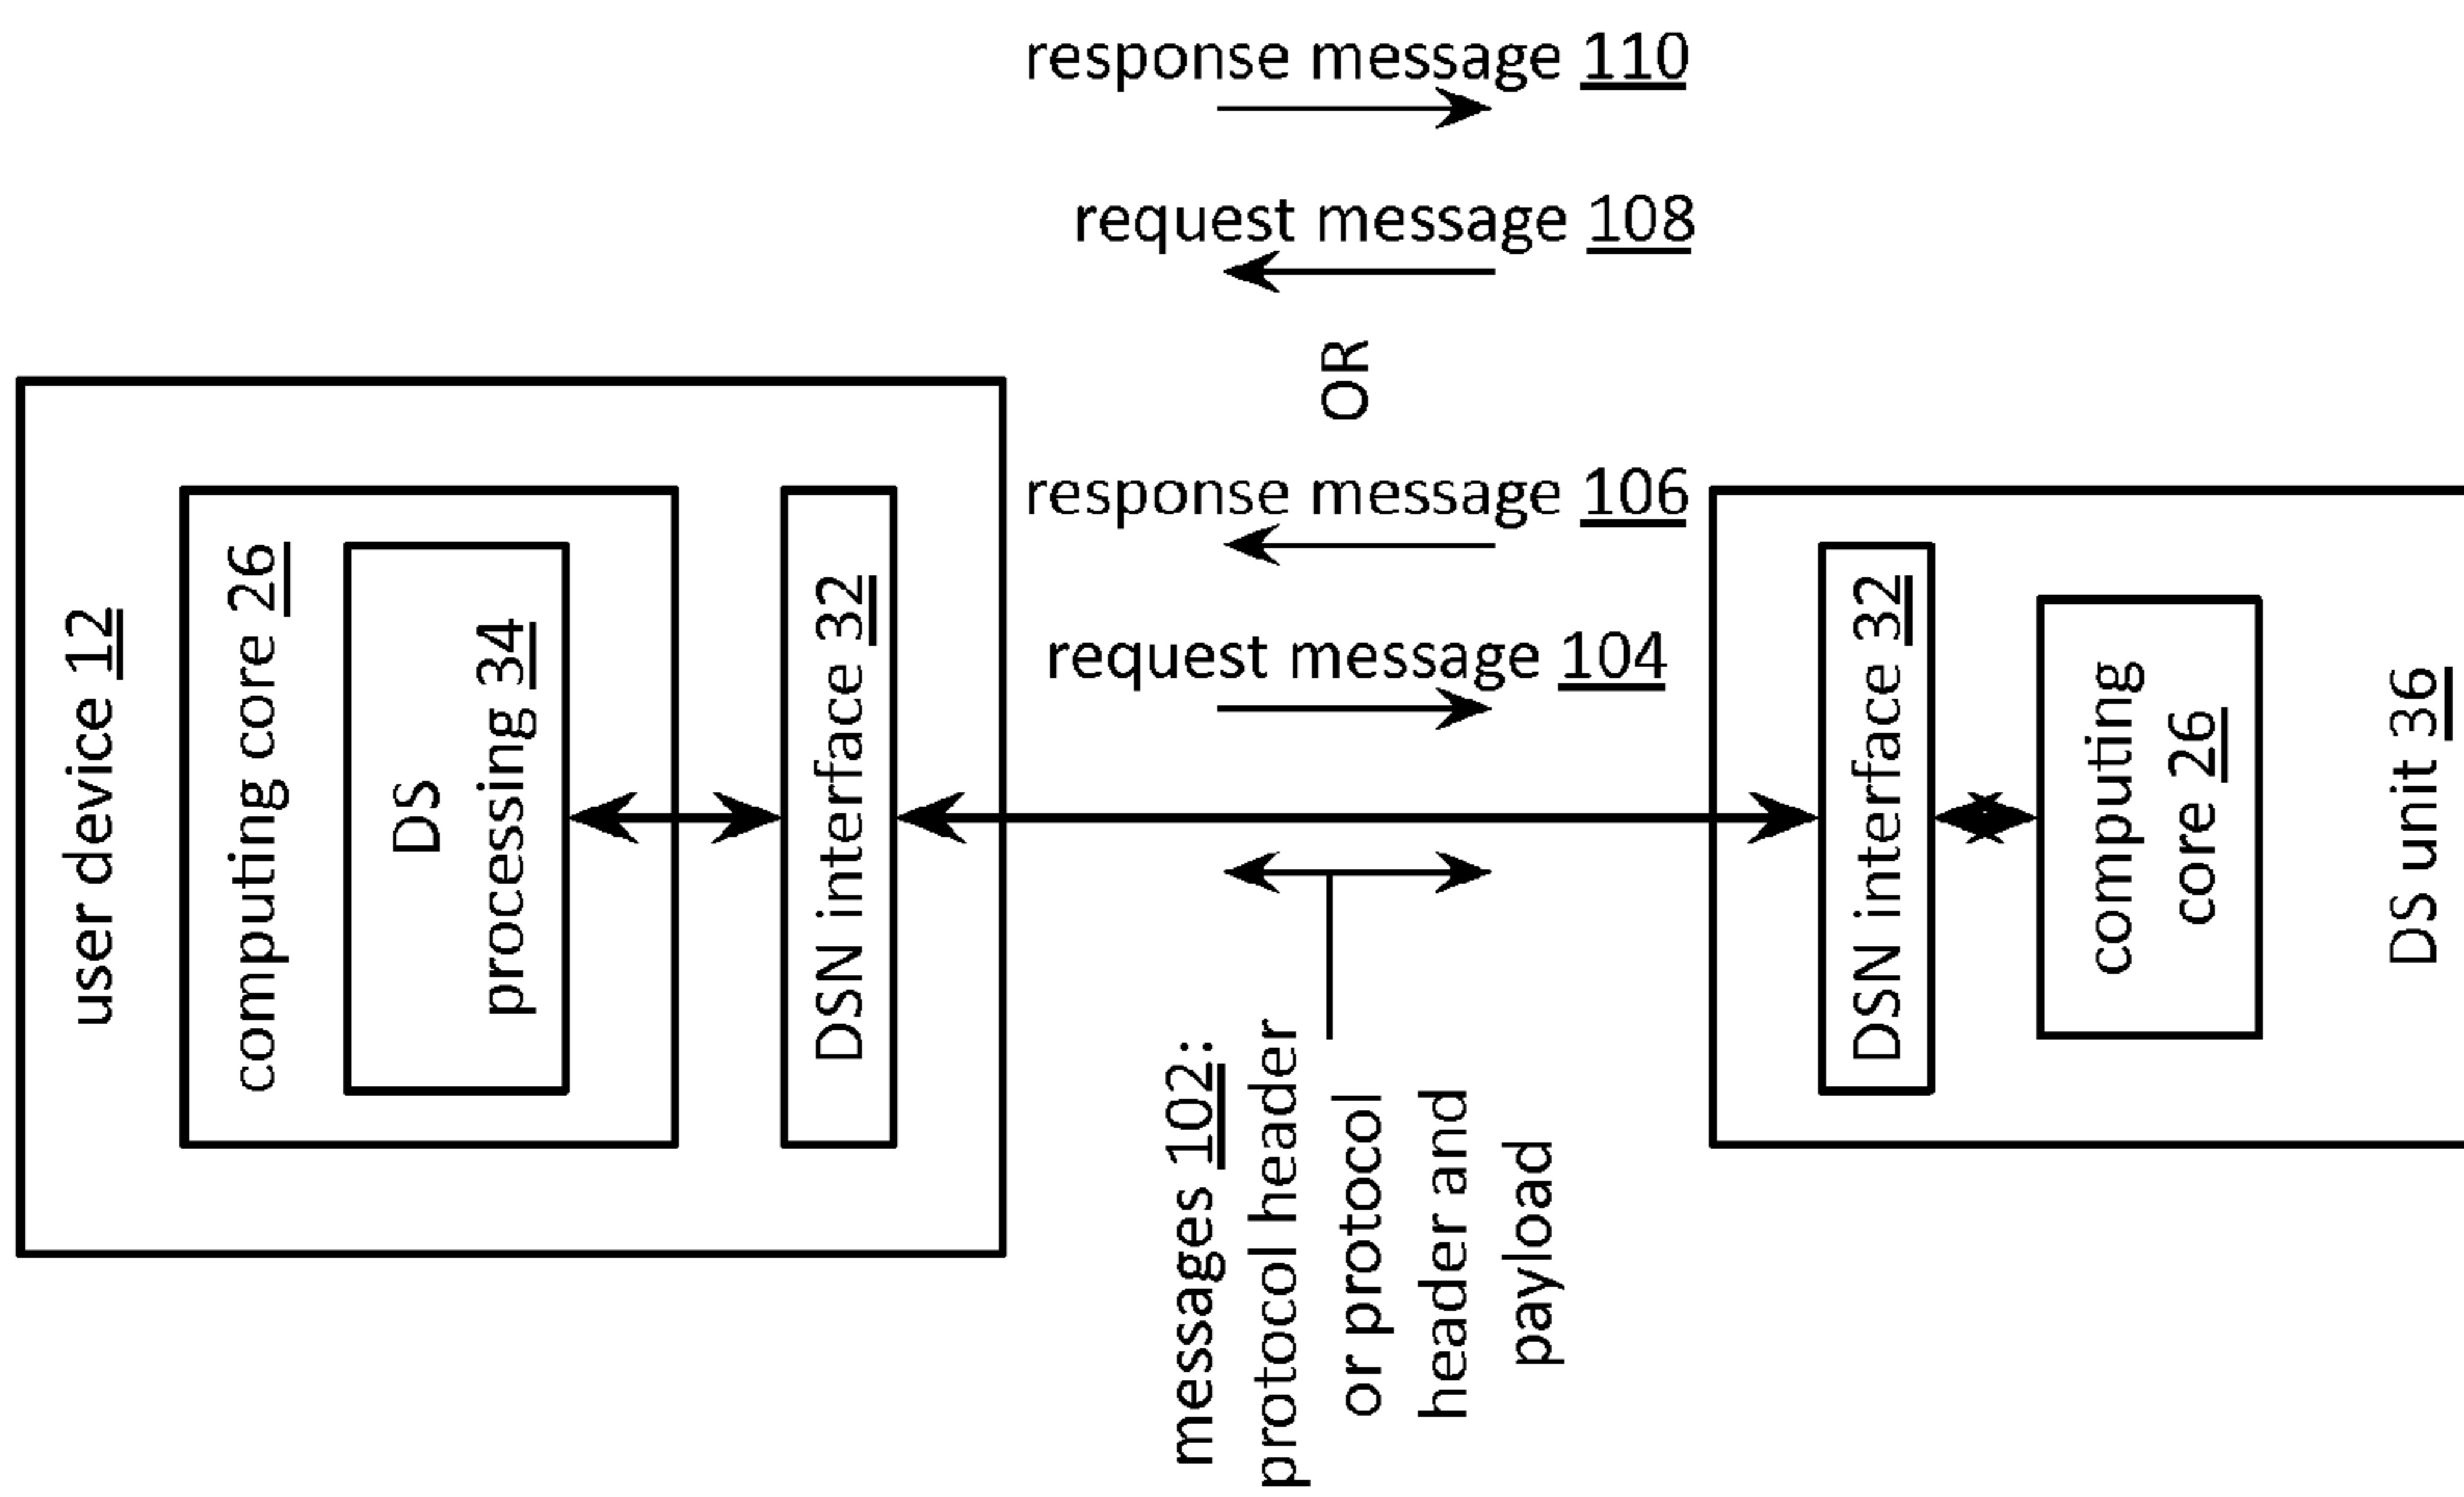 user device 12
computing core 26
DS
processing 34
DSN interface 32
messages 102:
protocol header
or protocol
header and
payload
request message 104
response message 106
OR
request message 108
response message 110
DSN interface 32
computing
core 26
DS unit 36